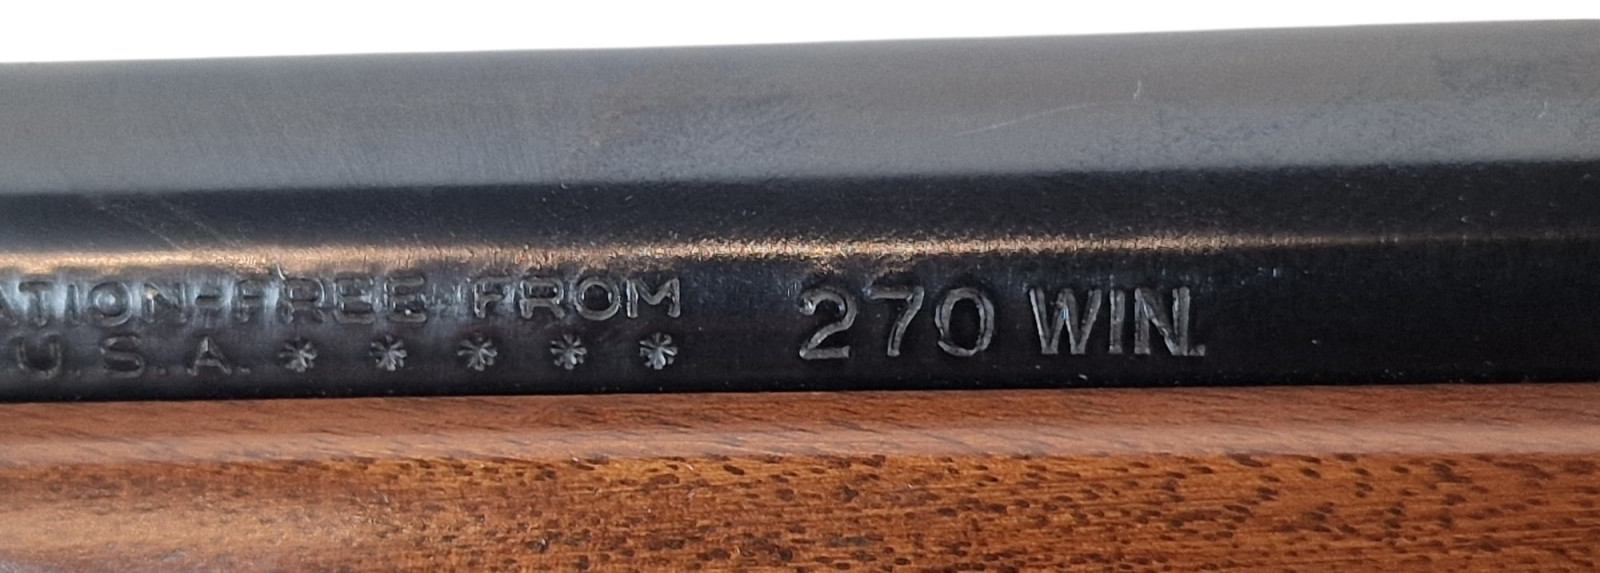 ATION-FREE FROM
U.S.A. * * * * *
270 WIN.